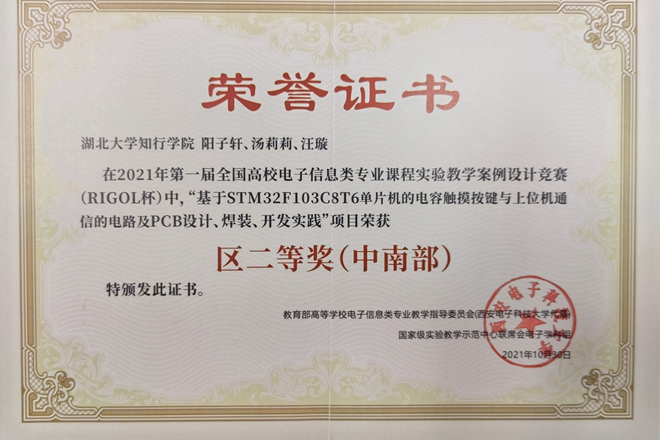 荣誉证书
湖北大学知行学院 阳子轩、汤莉莉、汪璇、
在2021年第一届全国高校电子信息类专业课程实验教学案例设计竞赛
(RIGOL杯)中,“基于STM32F103C8T6单片机的电容触摸按键与上位机通
信的电路及PCB设计、焊装、开发实践”项目荣获
区二等奖(中南部)
特颁发此证书。
教育部高等学校电子信息类专业教学指导委员会(西安电子科技大学代章)
国家级实验教学示范中心联席会电子学科组
2021年10月30日